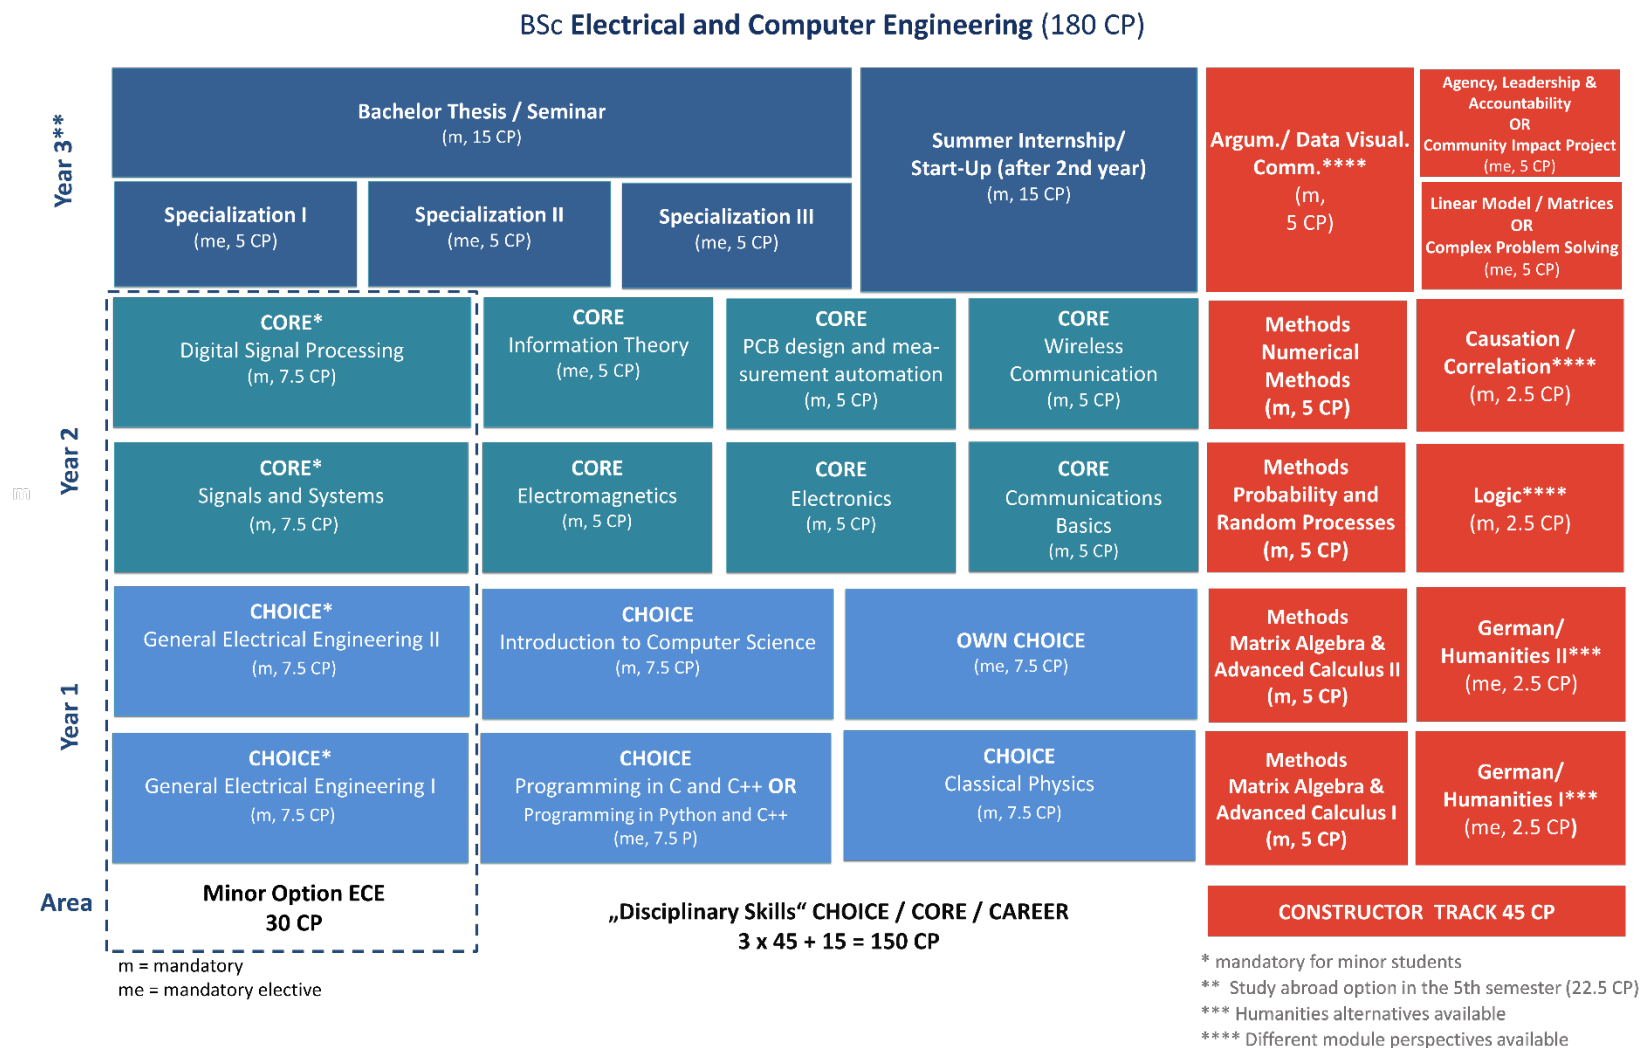 BSc Electrical and Computer Engineering (180 CP)
Year 3**
Bachelor Thesis / Seminar
(m, 15 CP)
Summer Internship/
Start-Up (after 2nd year)
(m, 15 CP)
Argum./ Data Visual.
Comm.****
(m,
5 CP)
Agency, Leadership &
Accountability
OR
Community Impact Project
(me, 5 CP)
Specialization I
(me, 5 CP)
Specialization II
(me, 5 CP)
Specialization III
(me, 5 CP)
Linear Model / Matrices
OR
Complex Problem Solving
(me, 5 CP)
Year 2
CORE*
Digital Signal Processing
(m, 7.5 CP)
CORE
Information Theory
(me, 5 CP)
CORE
PCB design and mea-
surement automation
(m, 5 CP)
CORE
Wireless
Communication
(m, 5 CP)
Methods
Numerical
Methods
(m, 5 CP)
Causation /
Correlation****
(m, 2.5 CP)
m
CORE*
Signals and Systems
(m, 7.5 CP)
CORE
Electromagnetics
(m, 5 CP)
CORE
Electronics
(m, 5 CP)
CORE
Communications
Basics
(m, 5 CP)
Methods
Probability and
Random Processes
(m, 5 CP)
Logic****
(m, 2.5 CP)
Year 1
CHOICE*
General Electrical Engineering II
(m, 7.5 CP)
CHOICE
Introduction to Computer Science
(m, 7.5 CP)
OWN CHOICE
(me, 7.5 CP)
Methods
Matrix Algebra &
Advanced Calculus II
(m, 5 CP)
German/
Humanities II***
(me, 2.5 CP)
CHOICE*
General Electrical Engineering I
(m, 7.5 CP)
CHOICE
Programming in C and C++ OR
Programming in Python and C++
(me, 7.5 P)
CHOICE
Classical Physics
(m, 7.5 CP)
Methods
Matrix Algebra &
Advanced Calculus I
(m, 5 CP)
German/
Humanities I***
(me, 2.5 CP)
Area
Minor Option ECE
30 CP
„Disciplinary Skills“ CHOICE / CORE / CAREER
3 x 45 + 15 = 150 CP
CONSTRUCTOR TRACK 45 CP
m = mandatory
me = mandatory elective
* mandatory for minor students
** Study abroad option in the 5th semester (22.5 CP)
*** Humanities alternatives available
**** Different module perspectives available